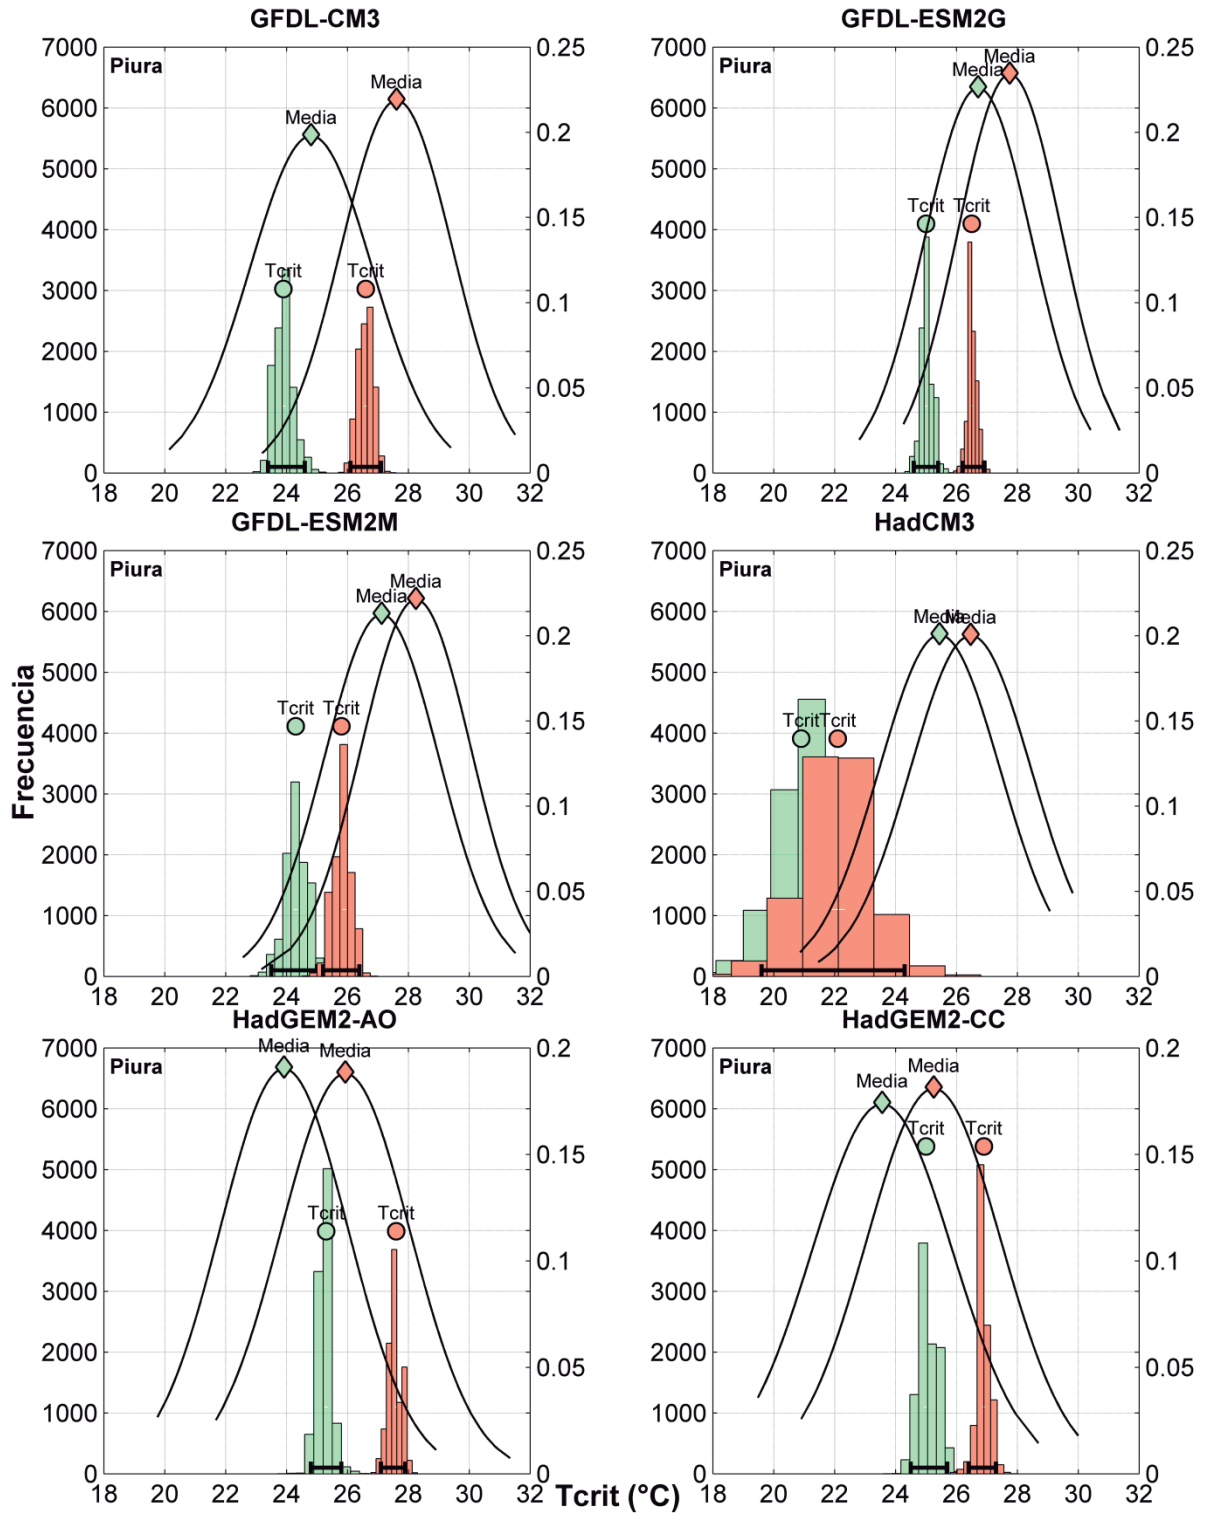 GFDL-CM3
GFDL-ESM2G
7000 0.25 7000 0.25
Piura Media Piura Media Media
6000 6000
Media 0.2 0.2
5000 5000
0.15 0.15
4000 Tcrit Tcrit 4000
Tcrit Tcrit
3000 0.1 3000 0.1
2000 2000
0.05 0.05
1000 1000
0 0 0 0
18 20 22 24 26 28 30 32 18 20 22 24 26 28 30 32
GFDL-ESM2M
HadCM3
7000 0.25 7000 0.25
Piura Media Media Piura
6000 6000
0.2 Media Media 0.2
5000 5000
Tcrit Tcrit 0.15 Tcrit Tcrit 0.15
4000 4000
Frecuencia
3000 0.1 3000 0.1
2000 2000
0.05 0.05
1000 1000
0 0 0 0
18 20 22 24 26 28 30 32 18 20 22 24 26 28 30 32
HadGEM2-AO
HadGEM2-CC
7000 Media Media 0.2 7000 0.2
Piura Piura Media Media
6000 6000
0.15 Tcrit Tcrit 0.15
5000 5000
Tcrit Tcrit
4000 0.1 4000 0.1
3000 3000
2000 0.05 2000 0.05
1000 1000
0 0 0 0
18 20 22 24 26 28 30 32 18 20 22 24 26 28 30 32
Tcrit (°C)